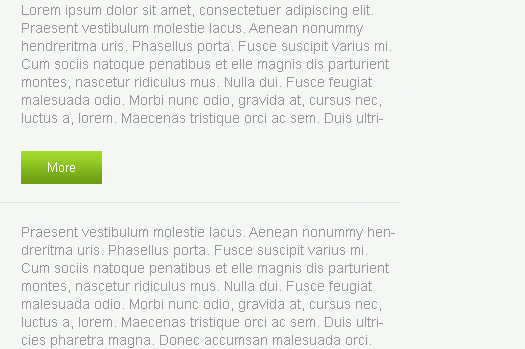 Lorem ipsum dolor sit amet, consectetuer adipiscing elit.
Praesent vestibulum molestie lacus. Aenean nonummy
hendreritma uris. Phasellus porta. Fusce suscipit varius mi.
Cum sociis natoque penatibus et elle magnis dis parturient
montes, nascetur ridiculus mus. Nulla dui. Fusce feugiat
malesuada odio. Morbi nunc odio, gravida at, cursus nec,
luctus a, lorem. Maecenas tristique orci ac sem. Duis ultri-
More
Praesent vestibulum molestie lacus. Aenean nonummy hen-
dreritma uris. Phasellus porta. Fusce suscipit varius mi.
Cum sociis natoque penatibus et elle magnis dis parturient
montes, nascetur ridiculus mus. Nulla dui. Fusce feugiat
malesuada odio. Morbi nunc odio, gravida at, cursus nec,
luctus a, lorem. Maecenas tristique orci ac sem. Duis ultri-
cies pharetra magna. Donec accumsan malesuada orci.